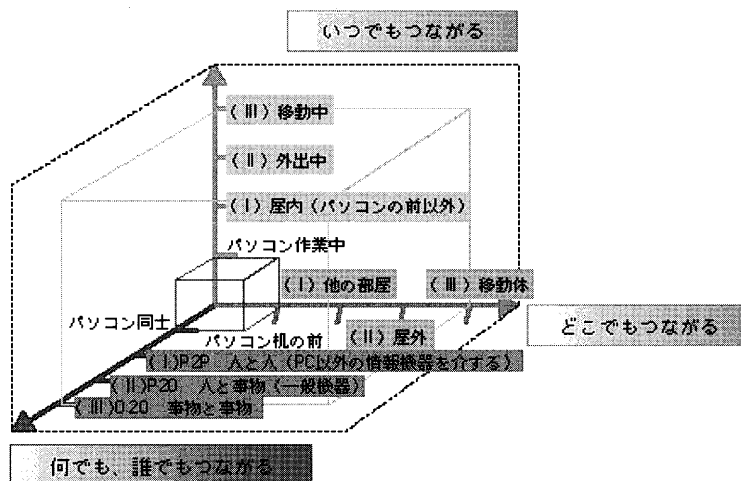 いつでもつながる
(Ⅲ)移動中
(Ⅱ)外出中
(Ⅰ)屋内(パソコンの前以外)
パソコン作業中
(Ⅰ)他の部屋
(Ⅲ)移動体
パソコン同士
パソコン机の前
(Ⅱ)屋外
どこでもつながる
(Ⅰ)P2P 人と人(PC以外の情報機器を介する)
(Ⅱ)P2O 人と事物(一般機器)
(Ⅲ)O2O 事物と事物
何でも、誰でもつながる